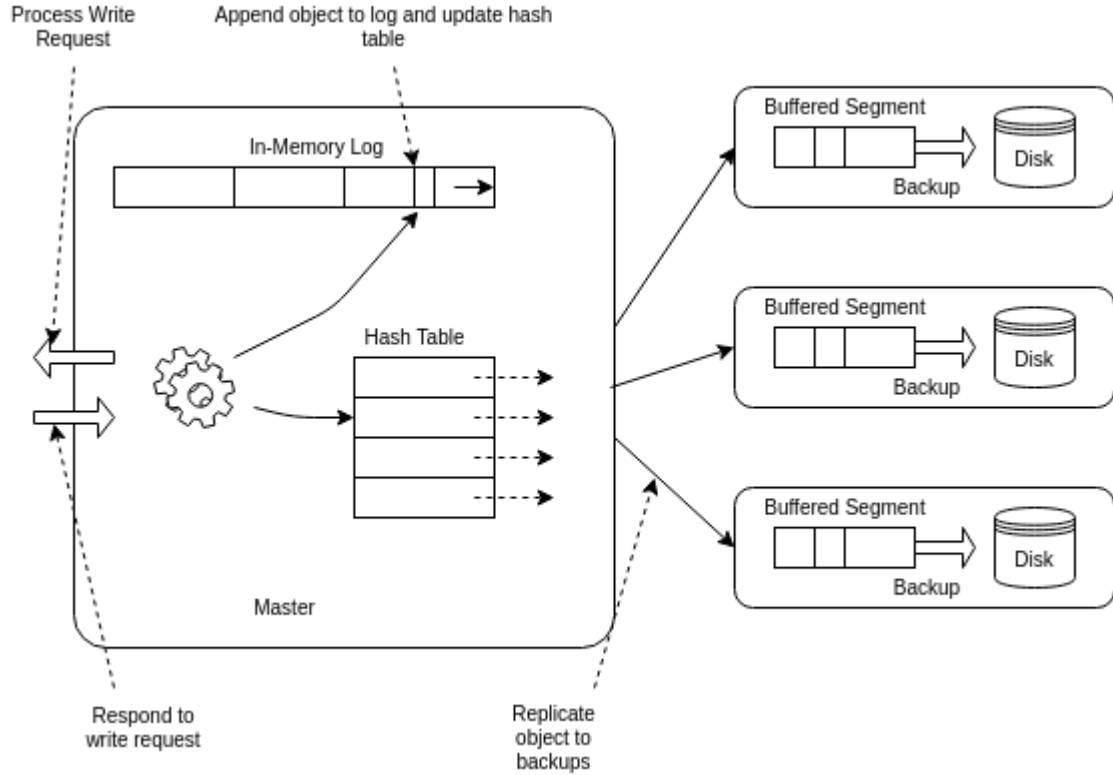 Process Write
Request
Append object to log and update hash
table
In-Memory Log
Hash Table
Master
Buffered Segment
Disk
Backup
Buffered Segment
Disk
Backup
Buffered Segment
Disk
Backup
Respond to
write request
Replicate
object to
backups